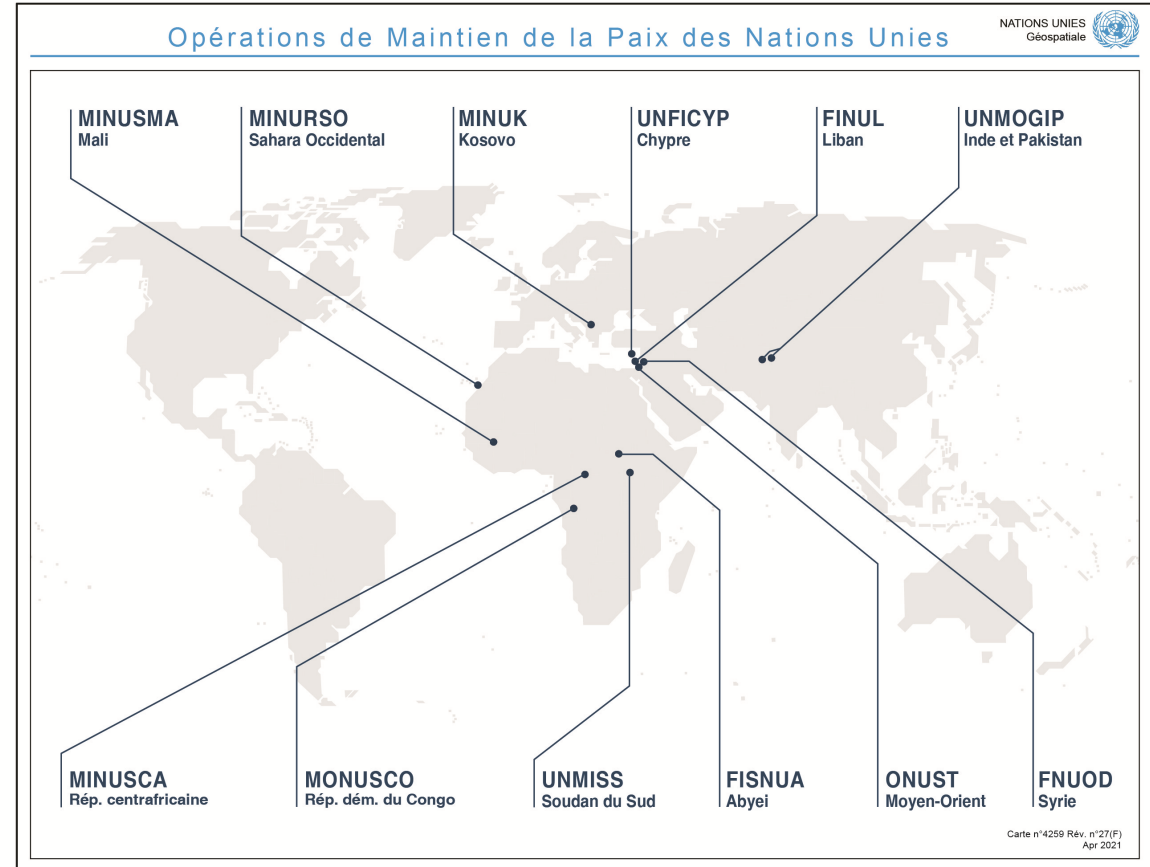 Opérations de Maintien de la Paix des Nations Unies
NATIONS UNIES
Géospatiale
MINUSMA
Mali
MINURSO
Sahara Occidental
MINUK
Kosovo
UNFICYP
Chypre
FINUL
Liban
UNMOGIP
Inde et Pakistan
MINUSCA
Rép. centrafricaine
MONUSCO
Rép. dém. du Congo
UNMISS
Soudan du Sud
FISNUA
Abyei
ONUST
Moyen-Orient
FNUOD
Syrie
Carte n°4259 Rév. n°27(F)
Apr 2021